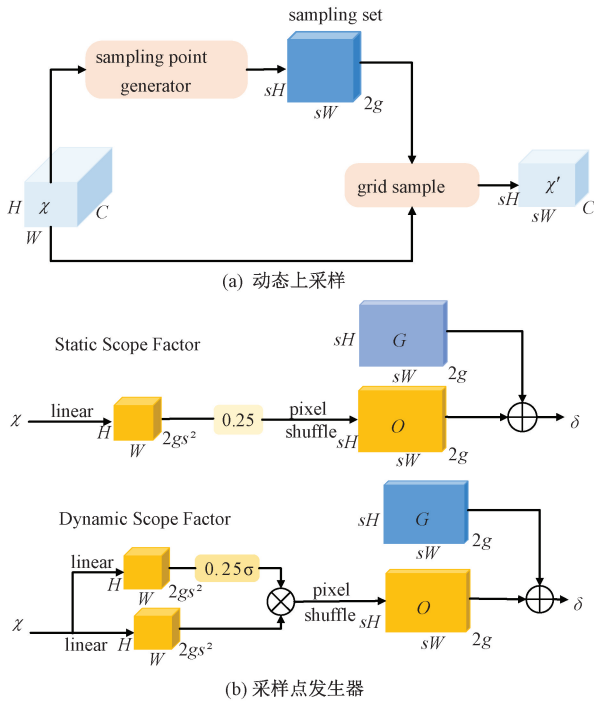 sampling set
sampling point
generator
sH
sW
2g
H
χ
W
C
grid sample
χ′
sH
sW
C
(a) 动态上采样
Static Scope Factor
sH
G
sW
2g
χ
linear
H
W
2gs²
0.25
pixel
shuffle
sH
O
sW
2g
δ
Dynamic Scope Factor
sH
G
sW
2g
linear
H
W
2gs²
0.25σ
χ
linear
H
W
2gs²
pixel
shuffle
sH
O
sW
2g
δ
(b) 采样点发生器